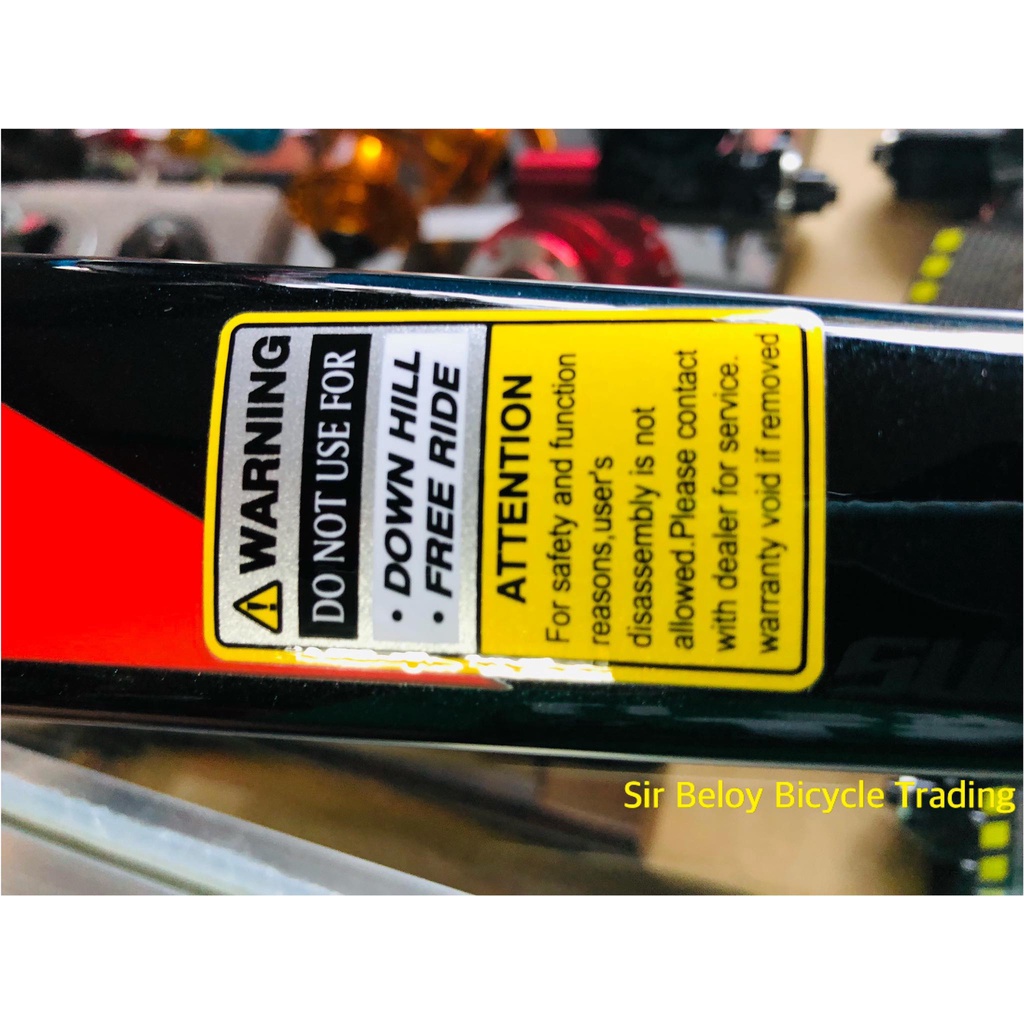 WARNING
DO NOT USE FOR
• DOWN HILL
• FREE RIDE
ATTENTION
For safety and function
reasons,user's
disassembly is not
allowed.Please contact
with dealer for service.
warranty void if removed
Sir Beloy Bicycle Trading